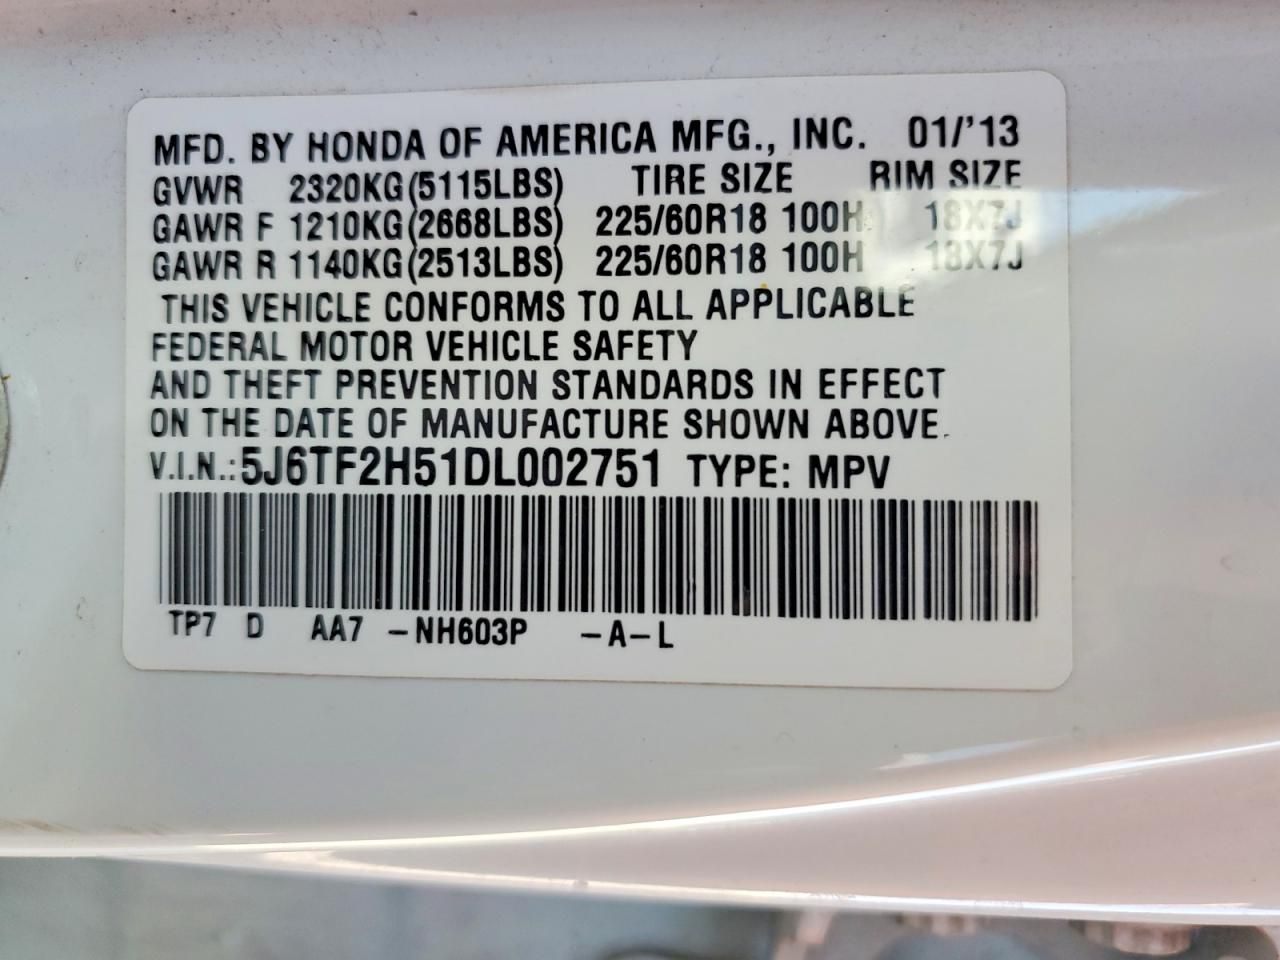 MFD. BY HONDA OF AMERICA MFG., INC. 01/'13
GVWR 2320KG(5115LBS) TIRE SIZE RIM SIZE
GAWR F 1210KG(2668LBS) 225/60R18 100H 18X7J
GAWR R 1140KG(2513LBS) 225/60R18 100H 18X7J
THIS VEHICLE CONFORMS TO ALL APPLICABLE
FEDERAL MOTOR VEHICLE SAFETY
AND THEFT PREVENTION STANDARDS IN EFFECT
ON THE DATE OF MANUFACTURE SHOWN ABOVE.
V.I.N.:5J6TF2H51DL002751 TYPE: MPV
TP7 D AA7 -NH603P -A-L